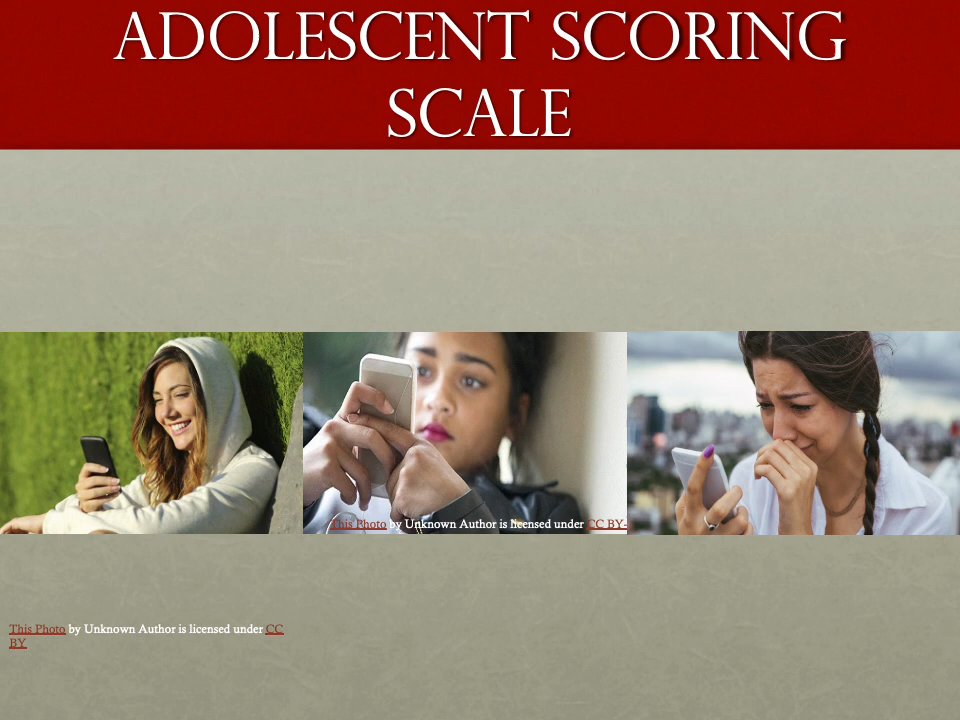 ADOLESCENT SCORING
SCALE
This Photo by Unknown Author is licensed under CC BY-
This Photo by Unknown Author is licensed under CC
BY